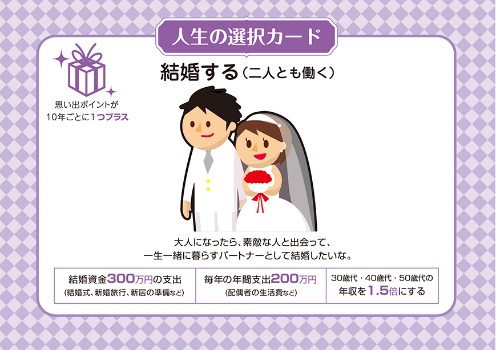 人生の選択カード
結婚する(二人とも働く)
思い出ポイントが
10年ごとに1つプラス
大人になったら、素敵な人と出会って、
一生一緒に暮らすパートナーとして結婚したいな。
結婚資金300万円の支出
(結婚式、新婚旅行、新居の準備など)
毎年の年間支出200万円
(配偶者の生活費など)
30歳代・40歳代・50歳代の
年収を1.5倍にする